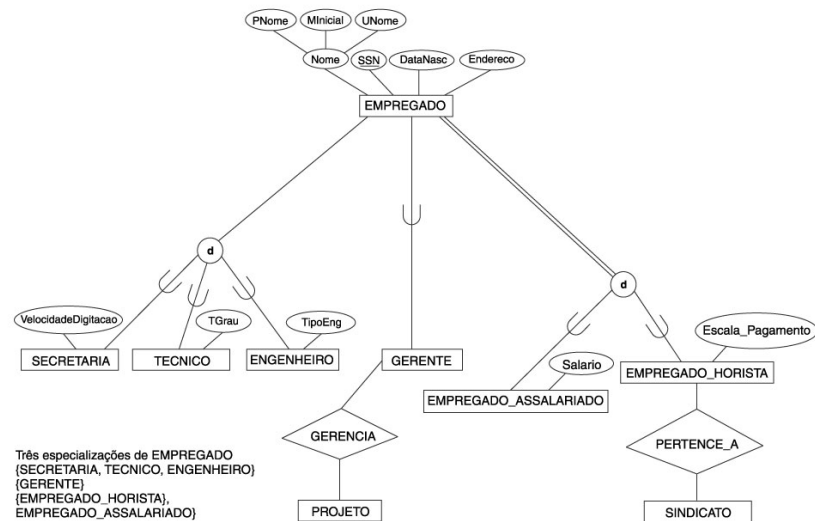 PNome
MInicial
UNome
Nome
SSN
DataNasc
Endereco
EMPREGADO
d
d
VelocidadeDigitacao
TGrau
TipoEng
Escala_Pagamento
SECRETARIA
TECNICO
ENGENHEIRO
GERENTE
Salario
EMPREGADO_HORISTA
EMPREGADO_ASSALARIADO
GERENCIA
PERTENCE_A
Três especializações de EMPREGADO
{SECRETARIA, TECNICO, ENGENHEIRO}
{GERENTE}
{EMPREGADO_HORISTA},
EMPREGADO_ASSALARIADO}
PROJETO
SINDICATO